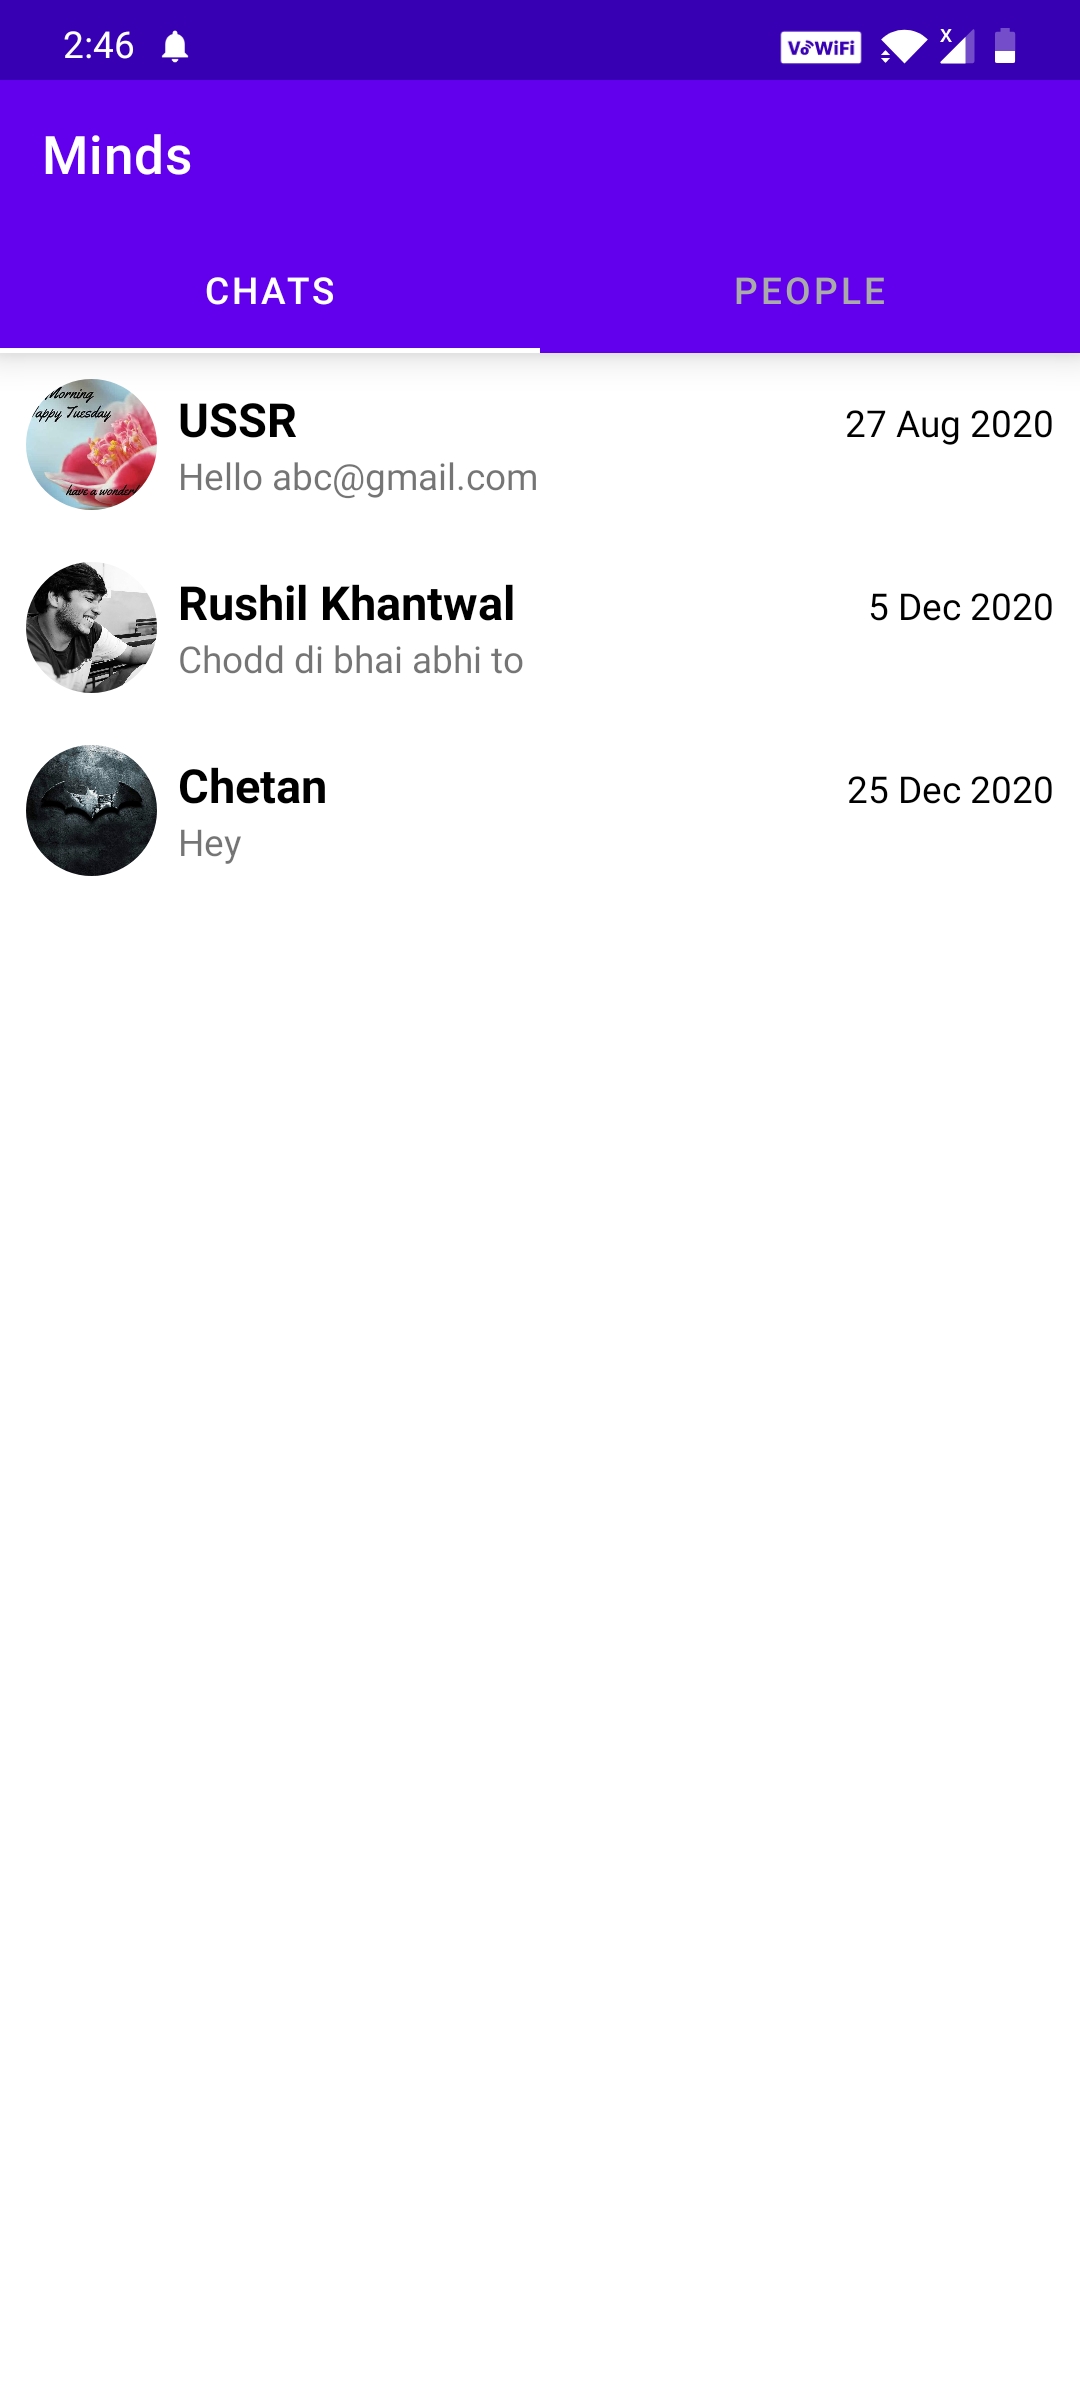 2:46
VoWiFi
X
Minds
CHATS
PEOPLE
Morning
Happy Tuesday
have a wonder
USSR
27 Aug 2020
Hello abc@gmail.com
Rushil Khantwal
5 Dec 2020
Chodd di bhai abhi to
Chetan
25 Dec 2020
Hey